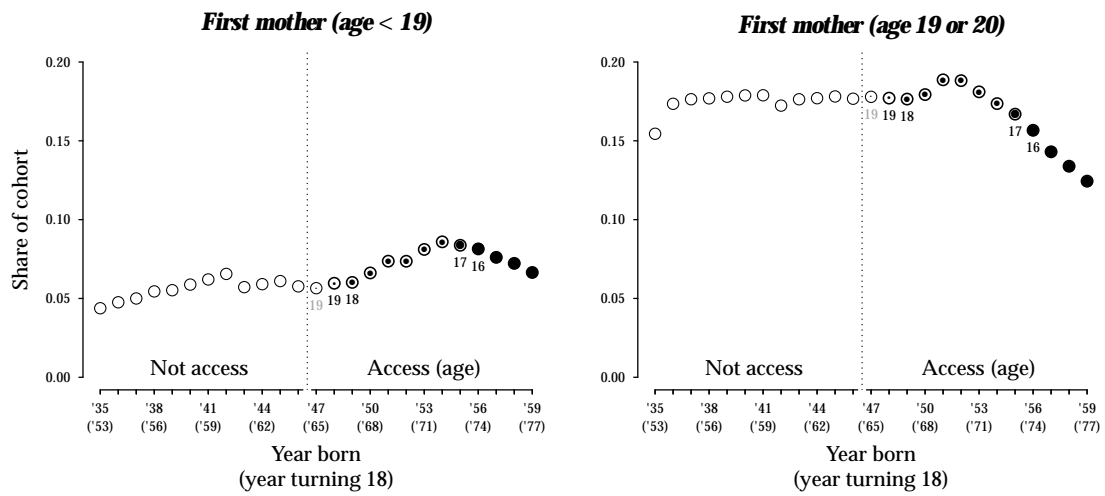 First mother (age < 19)
0.20
0.15
0.10
0.05
0.00
Share of cohort
19
19
18
17
16
Not access
Access (age)
'35 '38 '41 '44 '47 '50 '53 '56 '59
('53) ('56) ('59) ('62) ('65) ('68) ('71) ('74) ('77)
Year born
(year turning 18)
First mother (age 19 or 20)
0.20
0.15
0.10
0.05
0.00
19
19
18
17
16
Not access
Access (age)
'35 '38 '41 '44 '47 '50 '53 '56 '59
('53) ('56) ('59) ('62) ('65) ('68) ('71) ('74) ('77)
Year born
(year turning 18)